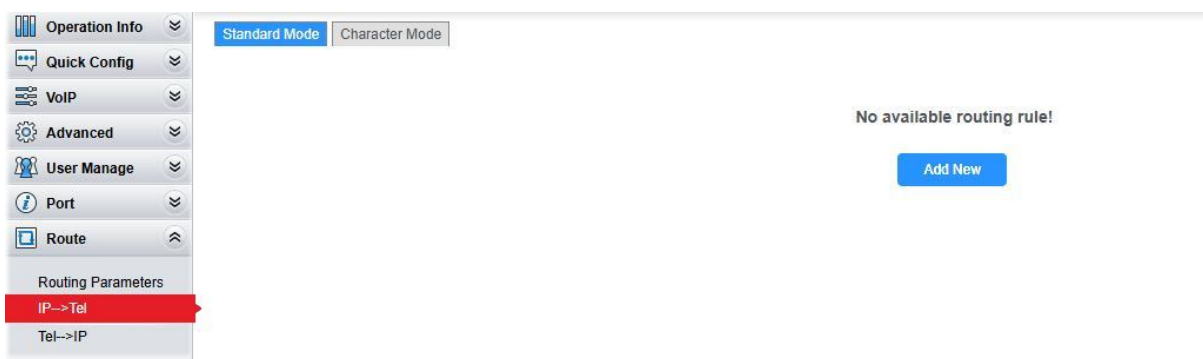 Operation Info
Quick Config
VoIP
Advanced
User Manage
Port
Route
Routing Parameters
IP-->Tel
Tel-->IP
Standard Mode
Character Mode
No available routing rule!
Add New